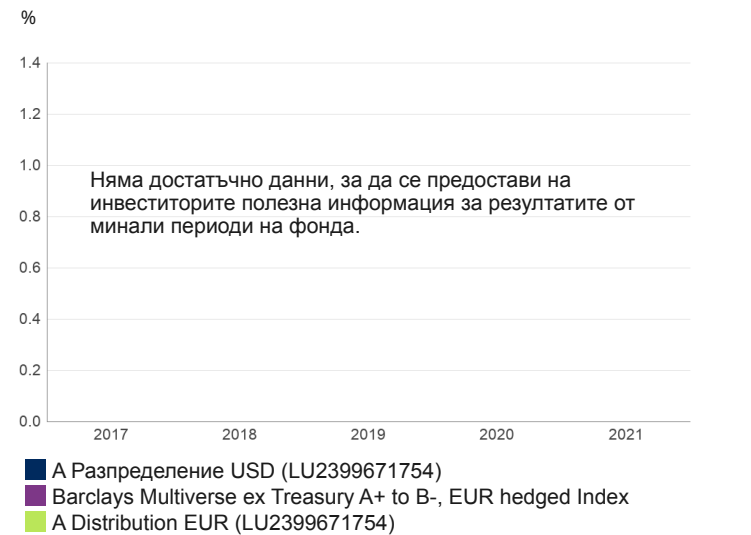 %
1.4
1.2
1.0
Няма достатъчно данни, за да се предостави на
инвеститорите полезна информация за резултатите от
минали периоди на фонда.
0.8
0.6
0.4
0.2
0.0
2017 2018 2019 2020 2021
A Разпределение USD (LU2399671754)
Barclays Multiverse ex Treasury A+ to B-, EUR hedged Index
A Distribution EUR (LU2399671754)